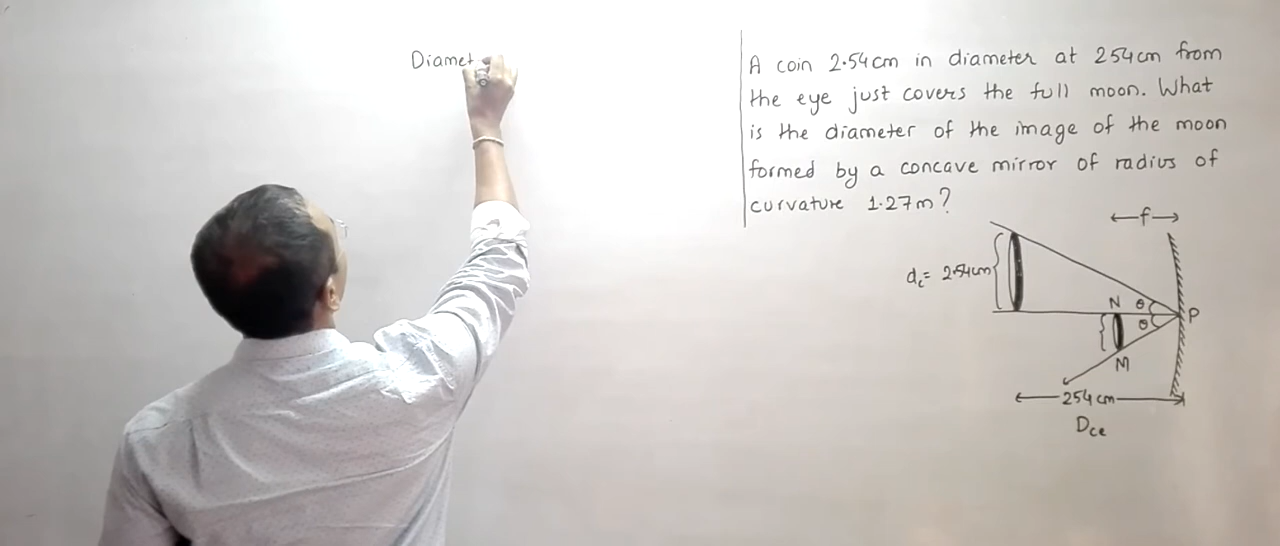 Diamet
A coin 2.54cm in diameter at 254cm from
the eye just covers the full moon. What
is the diameter of the image of the moon
formed by a concave mirror of radius of
curvature 1.27m?
f
dc = 2.54cm
N θ
P
θ
M
254cm
Dce